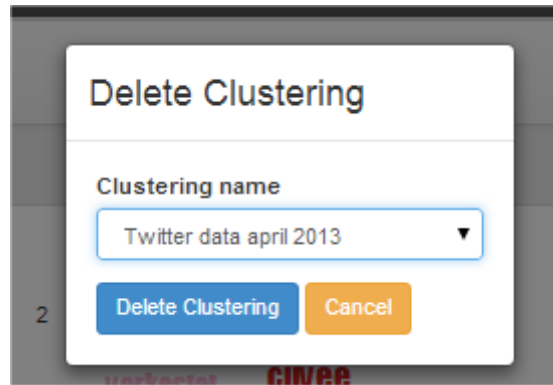 Delete Clustering
Clustering name
Twitter data april 2013
Delete Clustering Cancel
2